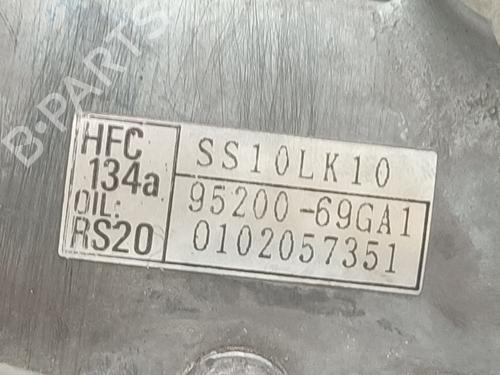 B-PARTS
HFC
134a
OIL:
RS20
SS10LK10
95200-69GA1
0102057351